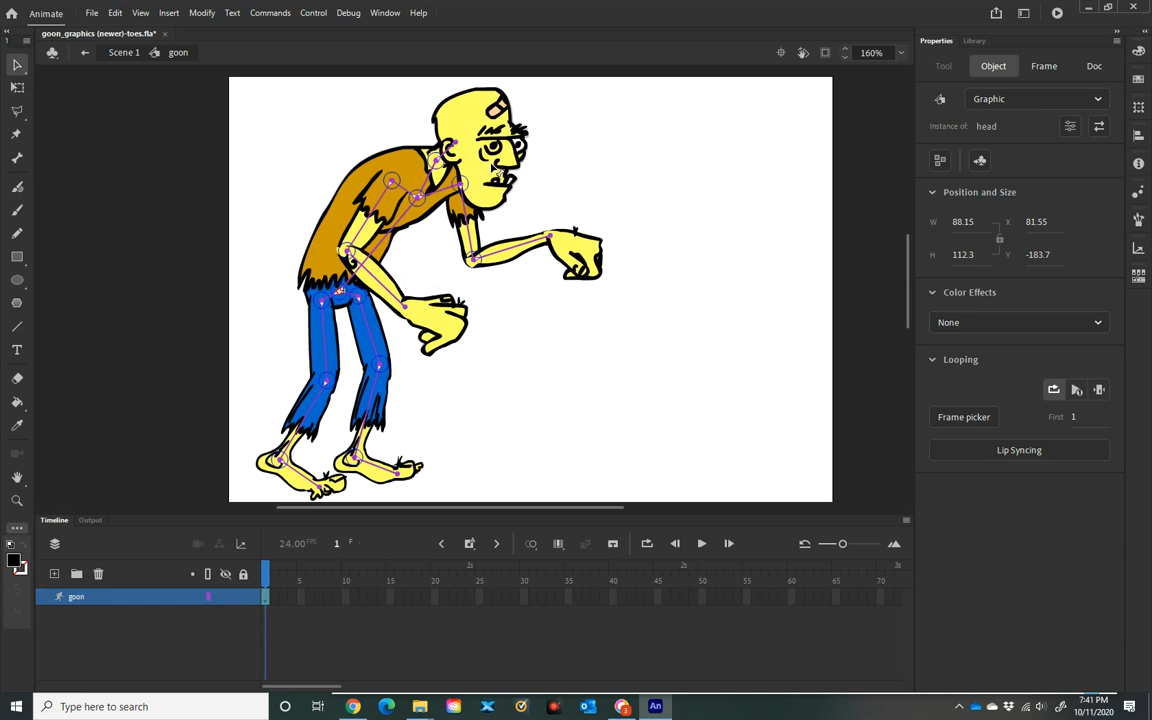 Animate File Edit View Insert Modify Text Commands Control Debug Window Help
goon_graphics (newer)-toes.fla* ×
Scene 1 goon 160%
Properties Library
Tool Object Frame Doc
Graphic
Instance of: head
Position and Size
W 88.15 X 81.55
H 112.3 Y -183.7
Color Effects
None
Looping
Frame picker First 1
Lip Syncing
Timeline Output
24.00 FPS 1 F
1s 2s 3s
5 10 15 20 25 30 35 40 45 50 55 60 65 70
goon
Type here to search
An
7:41 PM
10/11/2020